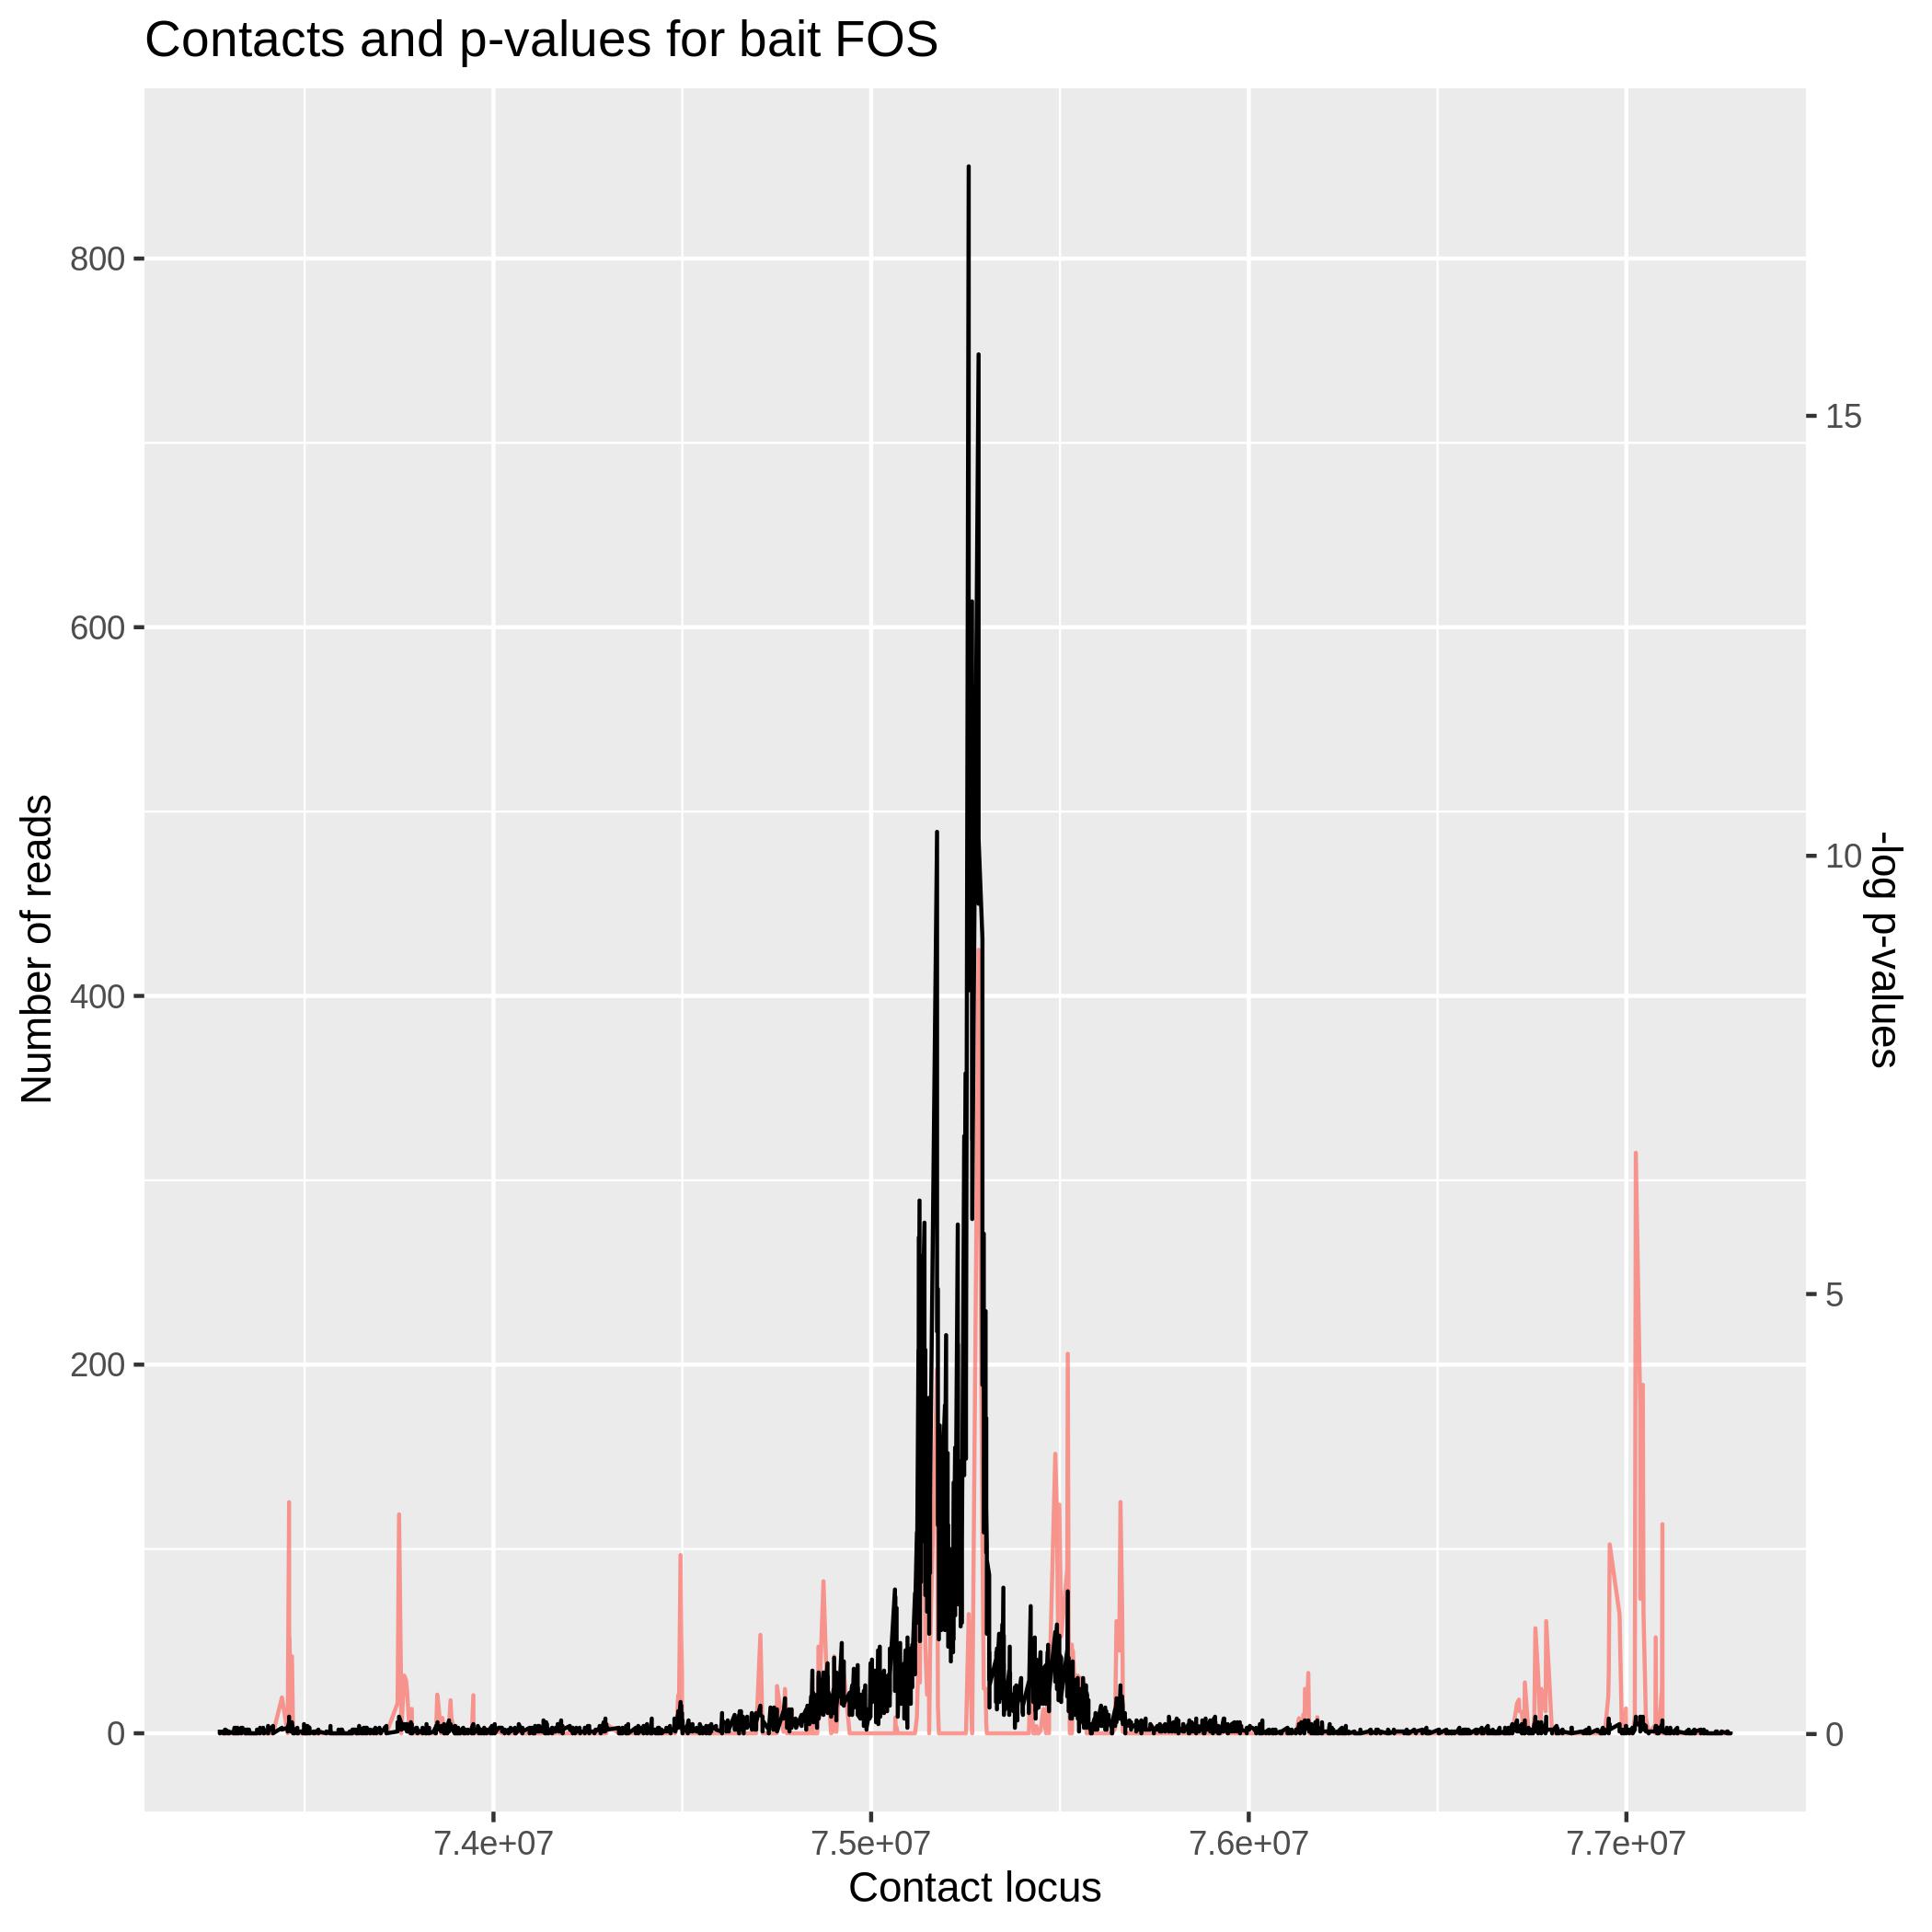 Contacts and p-values for bait FOS
Number of reads
800
600
400
200
0
15
10
5
0
-log p-values
7.4e+07 7.5e+07 7.6e+07 7.7e+07
Contact locus